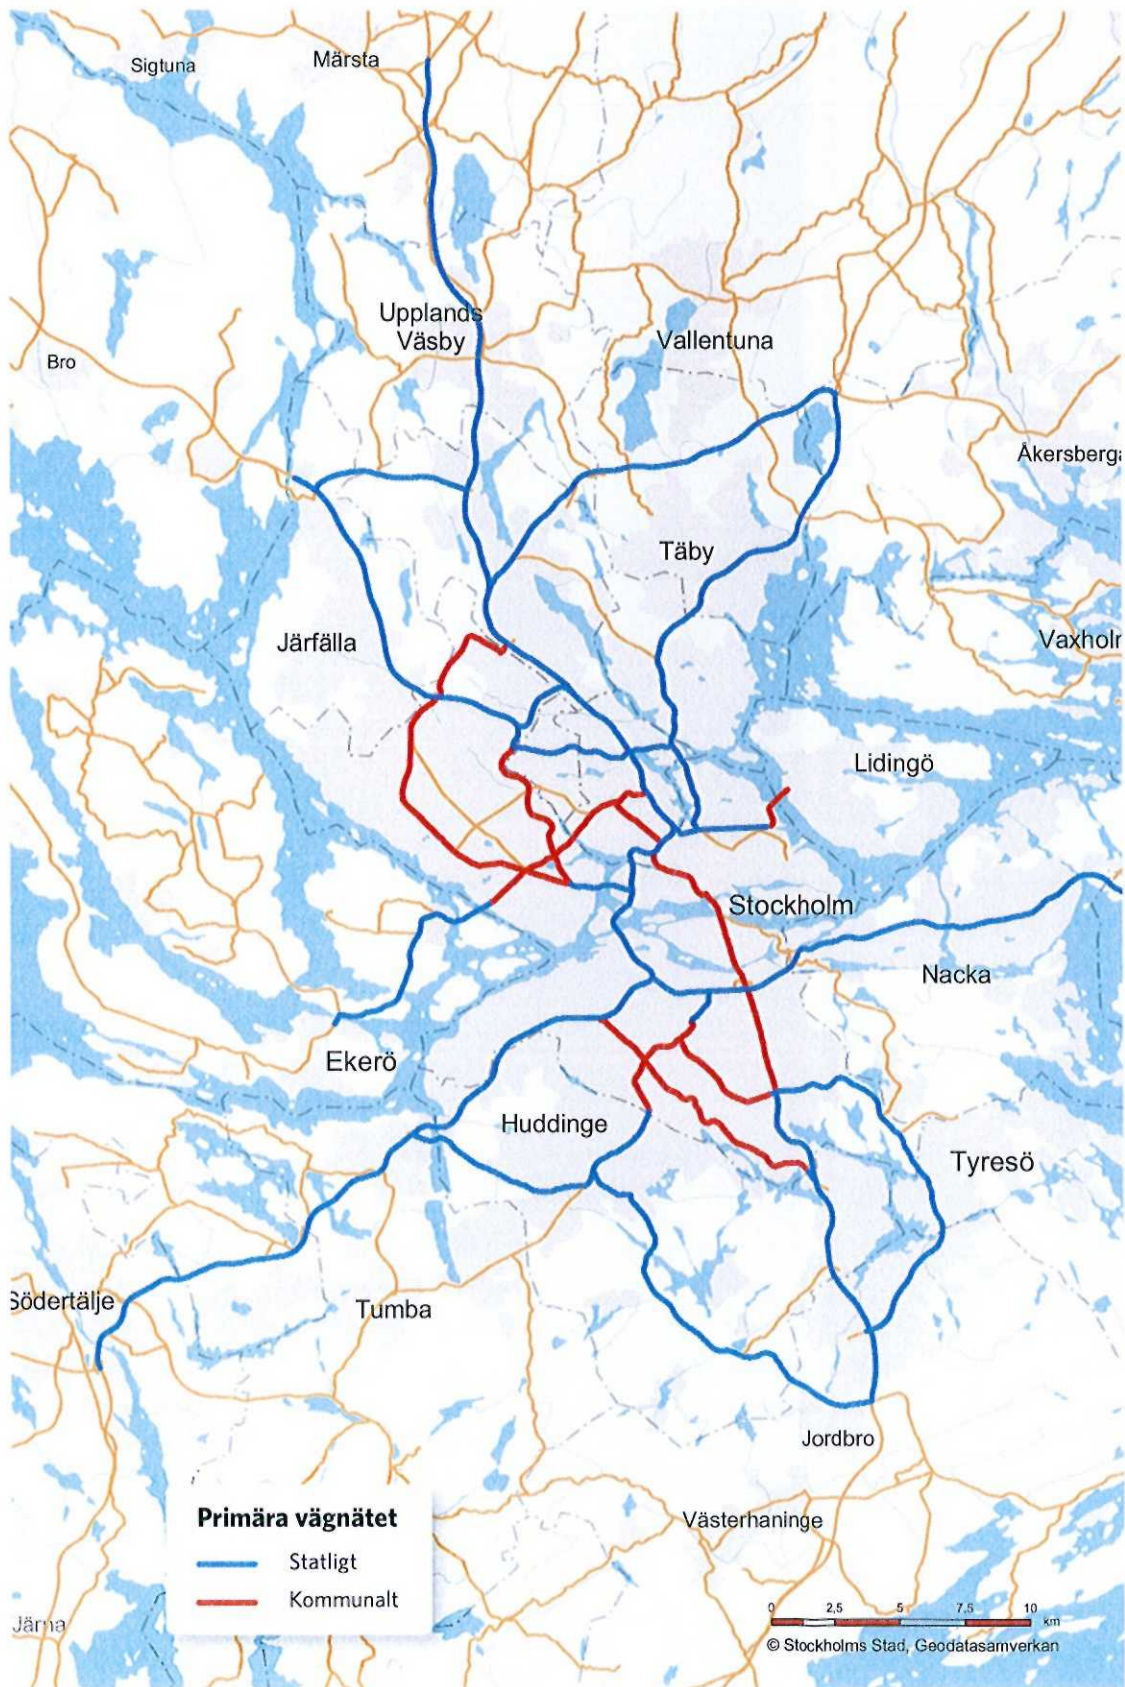 Sigtuna
Märsta
Upplands
Väsby
Vallentuna
Bro
Åkersberga
Täby
Järfälla
Vaxholm
Lidingö
Stockholm
Nacka
Ekerö
Huddinge
Tyresö
Södertälje
Tumba
Jordbro
Primära vägnätet
Västerhaninge
Statligt
Kommunalt
0 2,5 5 7,5 10
km
Järna
© Stockholms Stad, Geodatasamverkan